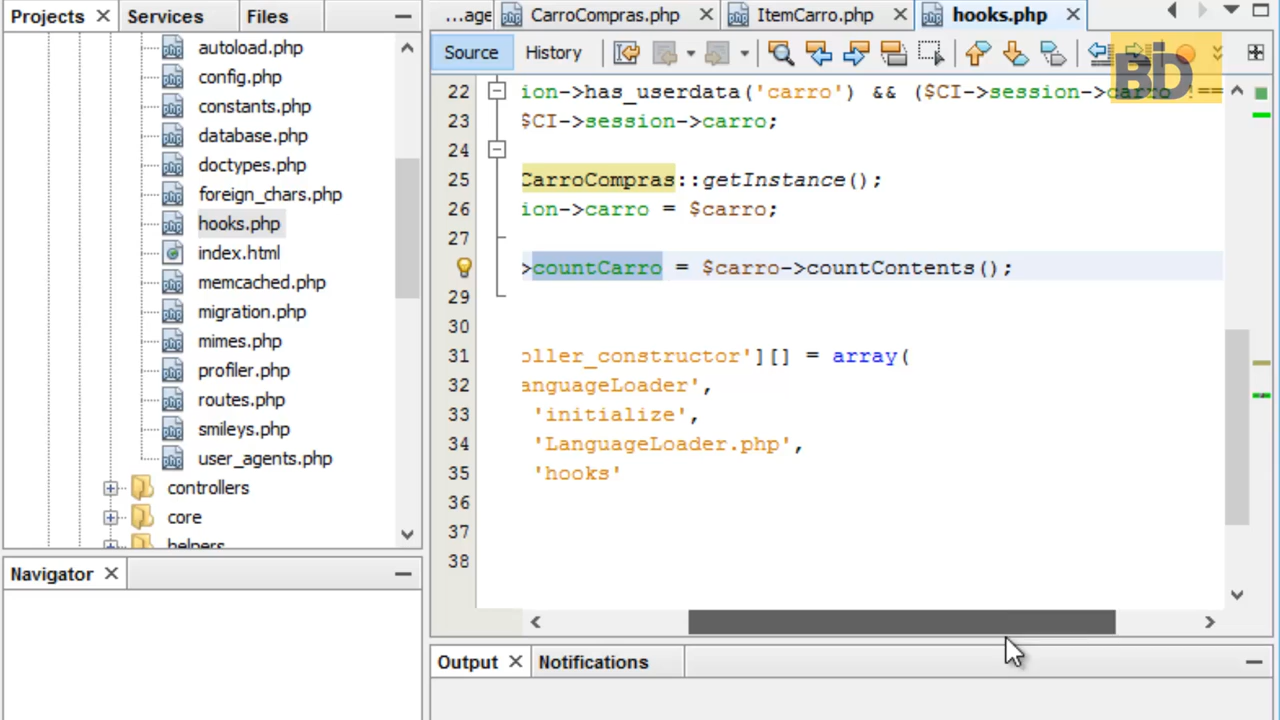 Projects
Services
Files
...age
CarroCompras.php
ItemCarro.php
hooks.php
Source
History
autoload.php
config.php
constants.php
database.php
doctypes.php
foreign_chars.php
hooks.php
index.html
memcached.php
migration.php
mimes.php
profiler.php
routes.php
smileys.php
user_agents.php
controllers
core
helpers
Navigator
BD
22 ion->has_userdata('carro') && ($CI->session->carro !==
23 $CI->session->carro;
24
25 CarroCompras::getInstance();
26 ion->carro = $carro;
27
>countCarro = $carro->countContents();
29
30
31 oller_constructor'][] = array(
32 anguageLoader',
33 'initialize',
34 'LanguageLoader.php',
35 'hooks'
36
37
38
Output
Notifications